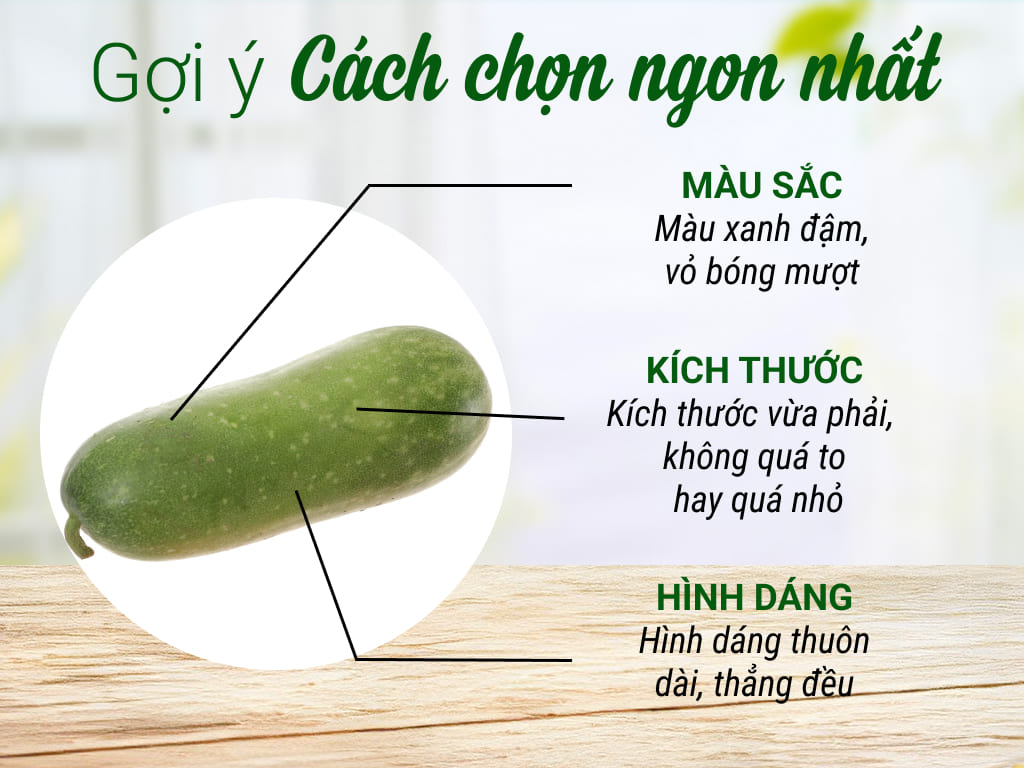 Gợi ý Cách chọn ngon nhất
MÀU SẮC
Màu xanh đậm,
vỏ bóng mượt
KÍCH THƯỚC
Kích thước vừa phải,
không quá to
hay quá nhỏ
HÌNH DÁNG
Hình dáng thuôn
dài, thẳng đều